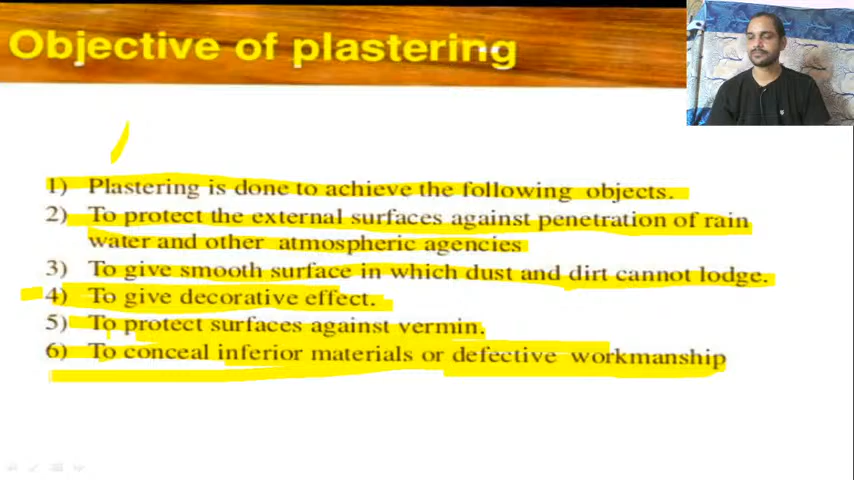 Objective of plastering
1) Plastering is done to achieve the following objects.
2) To protect the external surfaces against penetration of rain
water and other atmospheric agencies
3) To give smooth surface in which dust and dirt cannot lodge.
4) To give decorative effect.
5) To protect surfaces against vermin.
6) To conceal inferior materials or defective workmanship